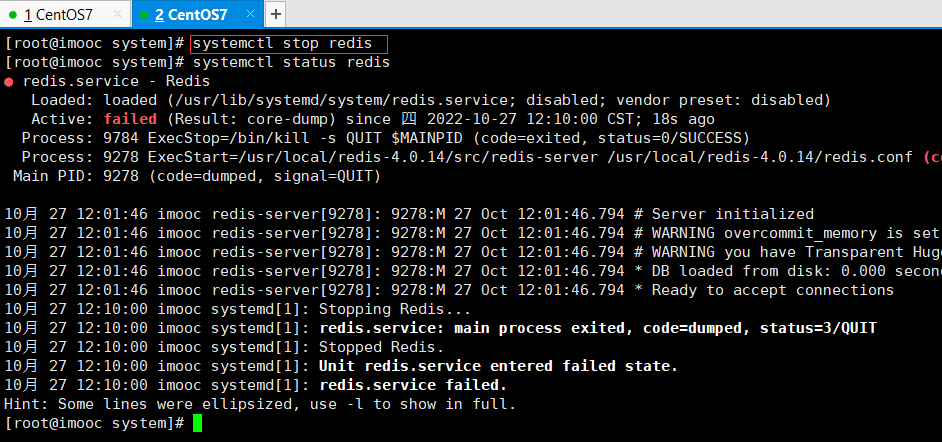 1 CentOS7 × 2 CentOS7 × +
[root@imooc system]# systemctl stop redis
[root@imooc system]# systemctl status redis
● redis.service - Redis
   Loaded: loaded (/usr/lib/systemd/system/redis.service; disabled; vendor preset: disabled)
   Active: failed (Result: core-dump) since 四 2022-10-27 12:10:00 CST; 18s ago
  Process: 9784 ExecStop=/bin/kill -s QUIT $MAINPID (code=exited, status=0/SUCCESS)
  Process: 9278 ExecStart=/usr/local/redis-4.0.14/src/redis-server /usr/local/redis-4.0.14/redis.conf (c
 Main PID: 9278 (code=dumped, signal=QUIT)
10月 27 12:01:46 imooc redis-server[9278]: 9278:M 27 Oct 12:01:46.794 # Server initialized
10月 27 12:01:46 imooc redis-server[9278]: 9278:M 27 Oct 12:01:46.794 # WARNING overcommit_memory is set
10月 27 12:01:46 imooc redis-server[9278]: 9278:M 27 Oct 12:01:46.794 # WARNING you have Transparent Hug
10月 27 12:01:46 imooc redis-server[9278]: 9278:M 27 Oct 12:01:46.794 * DB loaded from disk: 0.000 secon
10月 27 12:01:46 imooc redis-server[9278]: 9278:M 27 Oct 12:01:46.794 * Ready to accept connections
10月 27 12:10:00 imooc systemd[1]: Stopping Redis...
10月 27 12:10:00 imooc systemd[1]: redis.service: main process exited, code=dumped, status=3/QUIT
10月 27 12:10:00 imooc systemd[1]: Stopped Redis.
10月 27 12:10:00 imooc systemd[1]: Unit redis.service entered failed state.
10月 27 12:10:00 imooc systemd[1]: redis.service failed.
Hint: Some lines were ellipsized, use -l to show in full.
[root@imooc system]#